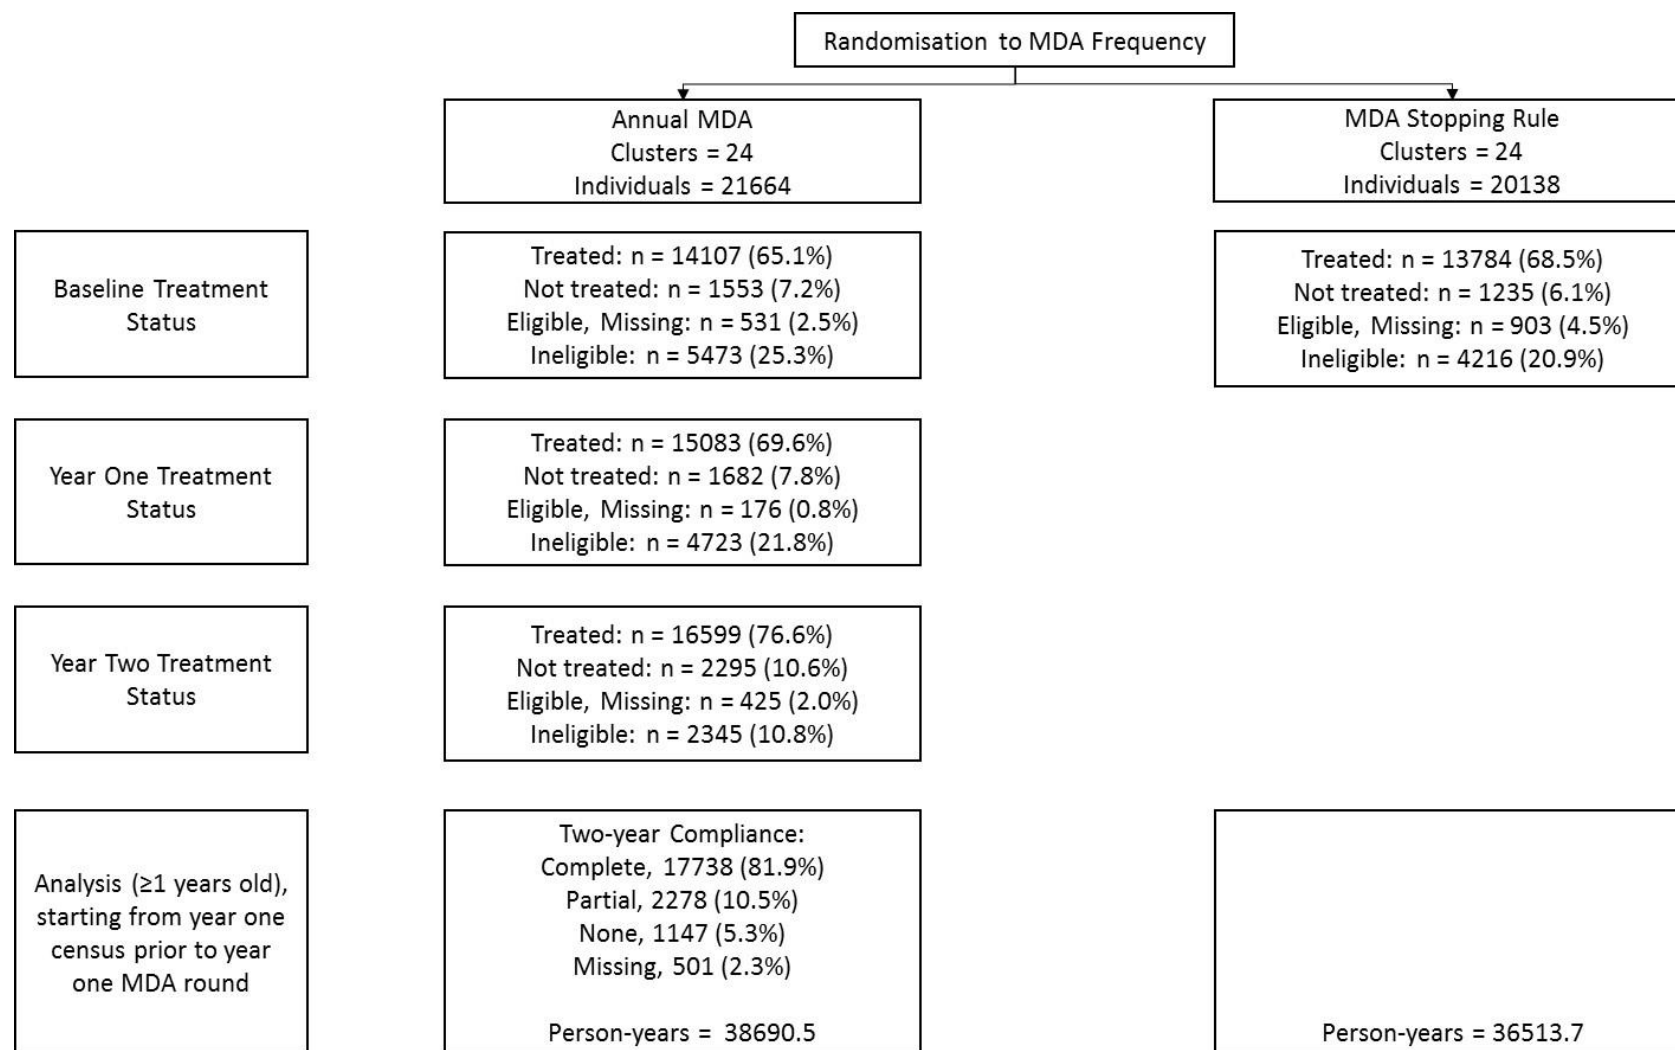 Randomisation to MDA Frequency
Annual MDA
Clusters = 24
Individuals = 21664
MDA Stopping Rule
Clusters = 24
Individuals = 20138
Baseline Treatment
Status
Treated: n = 14107 (65.1%)
Not treated: n = 1553 (7.2%)
Eligible, Missing: n = 531 (2.5%)
Ineligible: n = 5473 (25.3%)
Treated: n = 13784 (68.5%)
Not treated: n = 1235 (6.1%)
Eligible, Missing: n = 903 (4.5%)
Ineligible: n = 4216 (20.9%)
Year One Treatment
Status
Treated: n = 15083 (69.6%)
Not treated: n = 1682 (7.8%)
Eligible, Missing: n = 176 (0.8%)
Ineligible: n = 4723 (21.8%)
Year Two Treatment
Status
Treated: n = 16599 (76.6%)
Not treated: n = 2295 (10.6%)
Eligible, Missing: n = 425 (2.0%)
Ineligible: n = 2345 (10.8%)
Analysis (≥1 years old),
starting from year one
census prior to year
one MDA round
Two-year Compliance:
Complete, 17738 (81.9%)
Partial, 2278 (10.5%)
None, 1147 (5.3%)
Missing, 501 (2.3%)
Person-years = 38690.5
Person-years = 36513.7